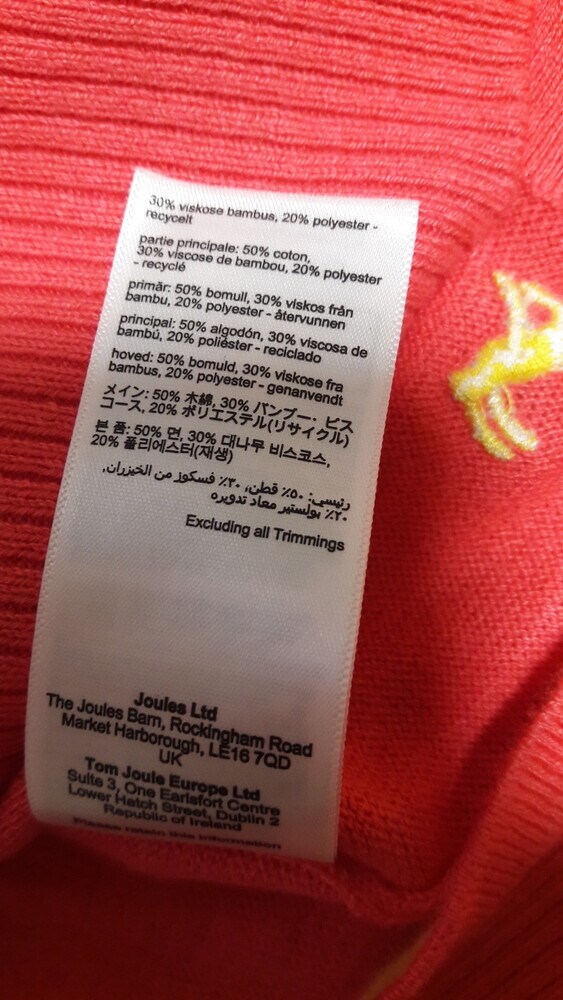 30% viskose bambus, 20% polyester -
recycelt
partie principale: 50% coton,
30% viscose de bambou, 20% polyester
- recyclé
primär: 50% bomull, 30% viskos från
bambu, 20% polyester - återvunnen
principal: 50% algodón, 30% viscosa de
bambú, 20% poliéster - reciclado
hoved: 50% bomuld, 30% viskose fra
bambus, 20% polyester - genanvendt
メイン: 50% 木綿, 30% バンブー・ビス
コース, 20% ポリエステル(リサイクル)
본 품: 50% 면, 30% 대나무 비스코스,
20% 폴리에스터(재생)
رئيسي: ٥٠٪ قطن، ٣٠٪ فسكوز من الخيزران,
٢٠٪ بوليستير معاد تدويره
Excluding all Trimmings
Joules Ltd
The Joules Barn, Rockingham Road
Market Harborough, LE16 7QD
UK
Tom Joule Europe Ltd
Suite 3, One Earlsfort Centre
Lower Hatch Street, Dublin 2
Republic of Ireland
Please retain this information